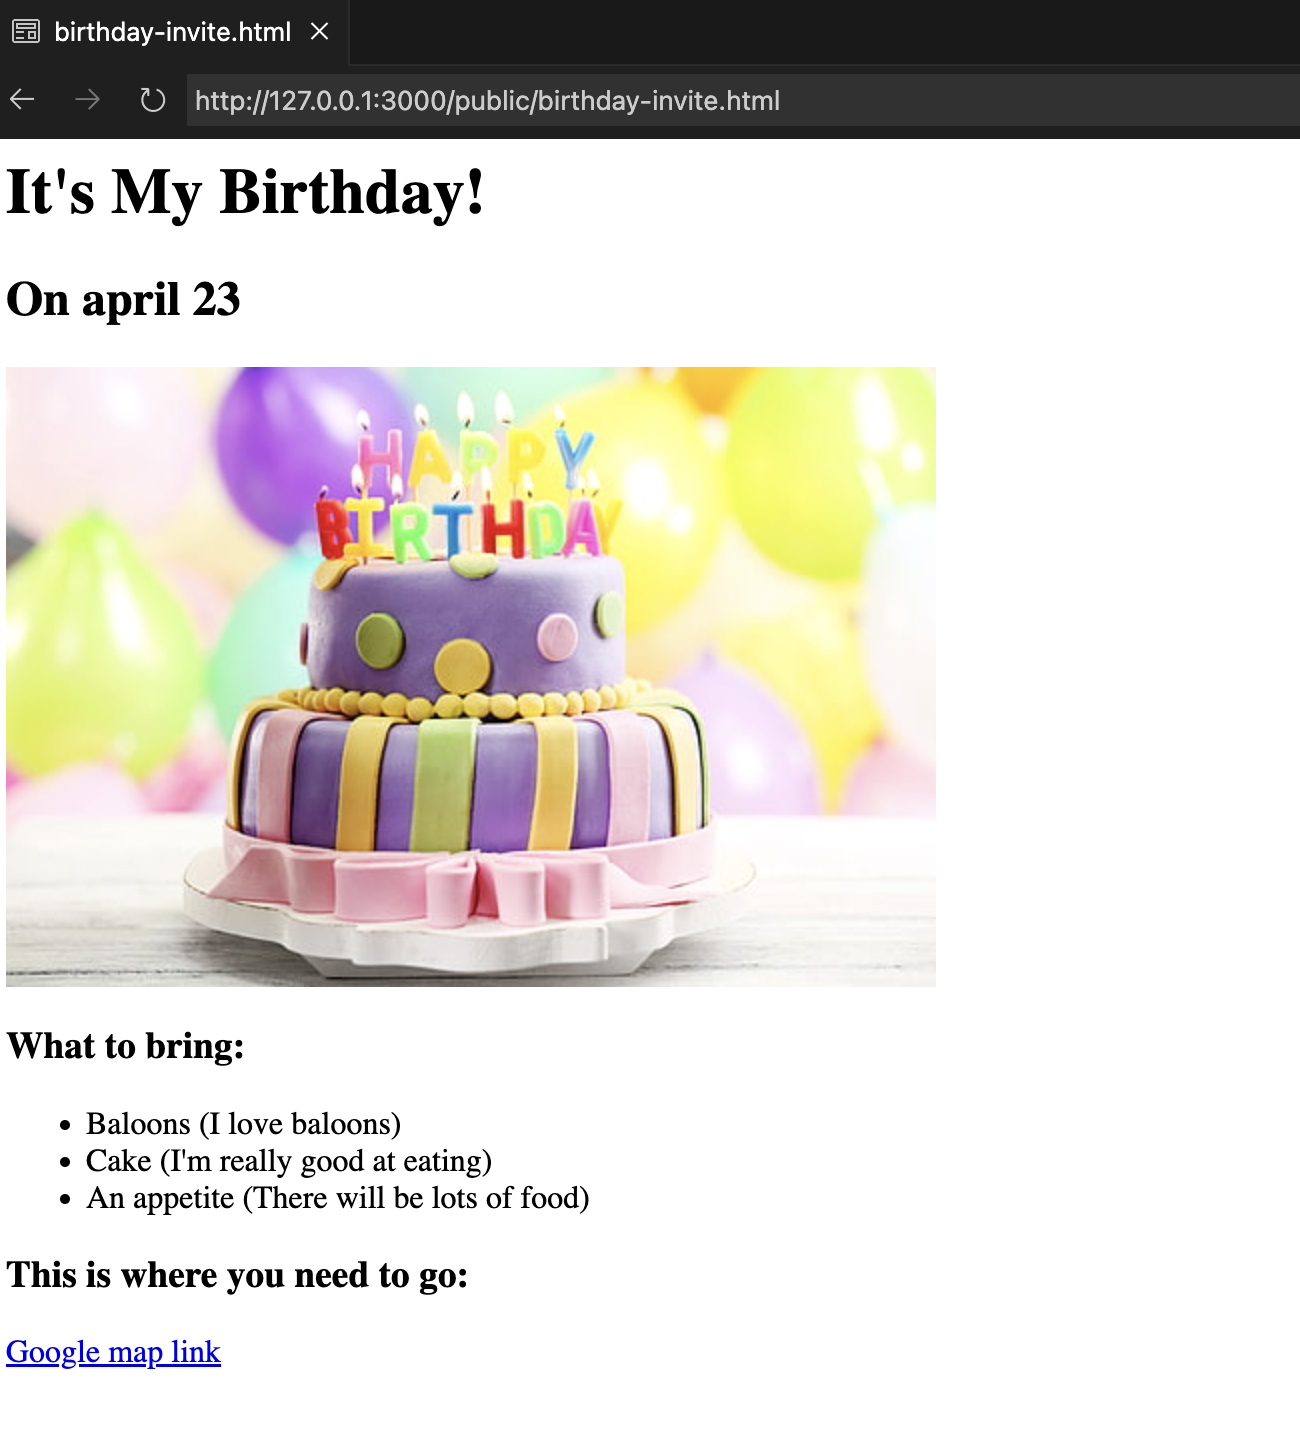 birthday-invite.html
http://127.0.0.1:3000/public/birthday-invite.html
It's My Birthday!
On april 23
HAPPY
BIRTHDAY
What to bring:
Baloons (I love baloons)
Cake (I'm really good at eating)
An appetite (There will be lots of food)
This is where you need to go:
Google map link